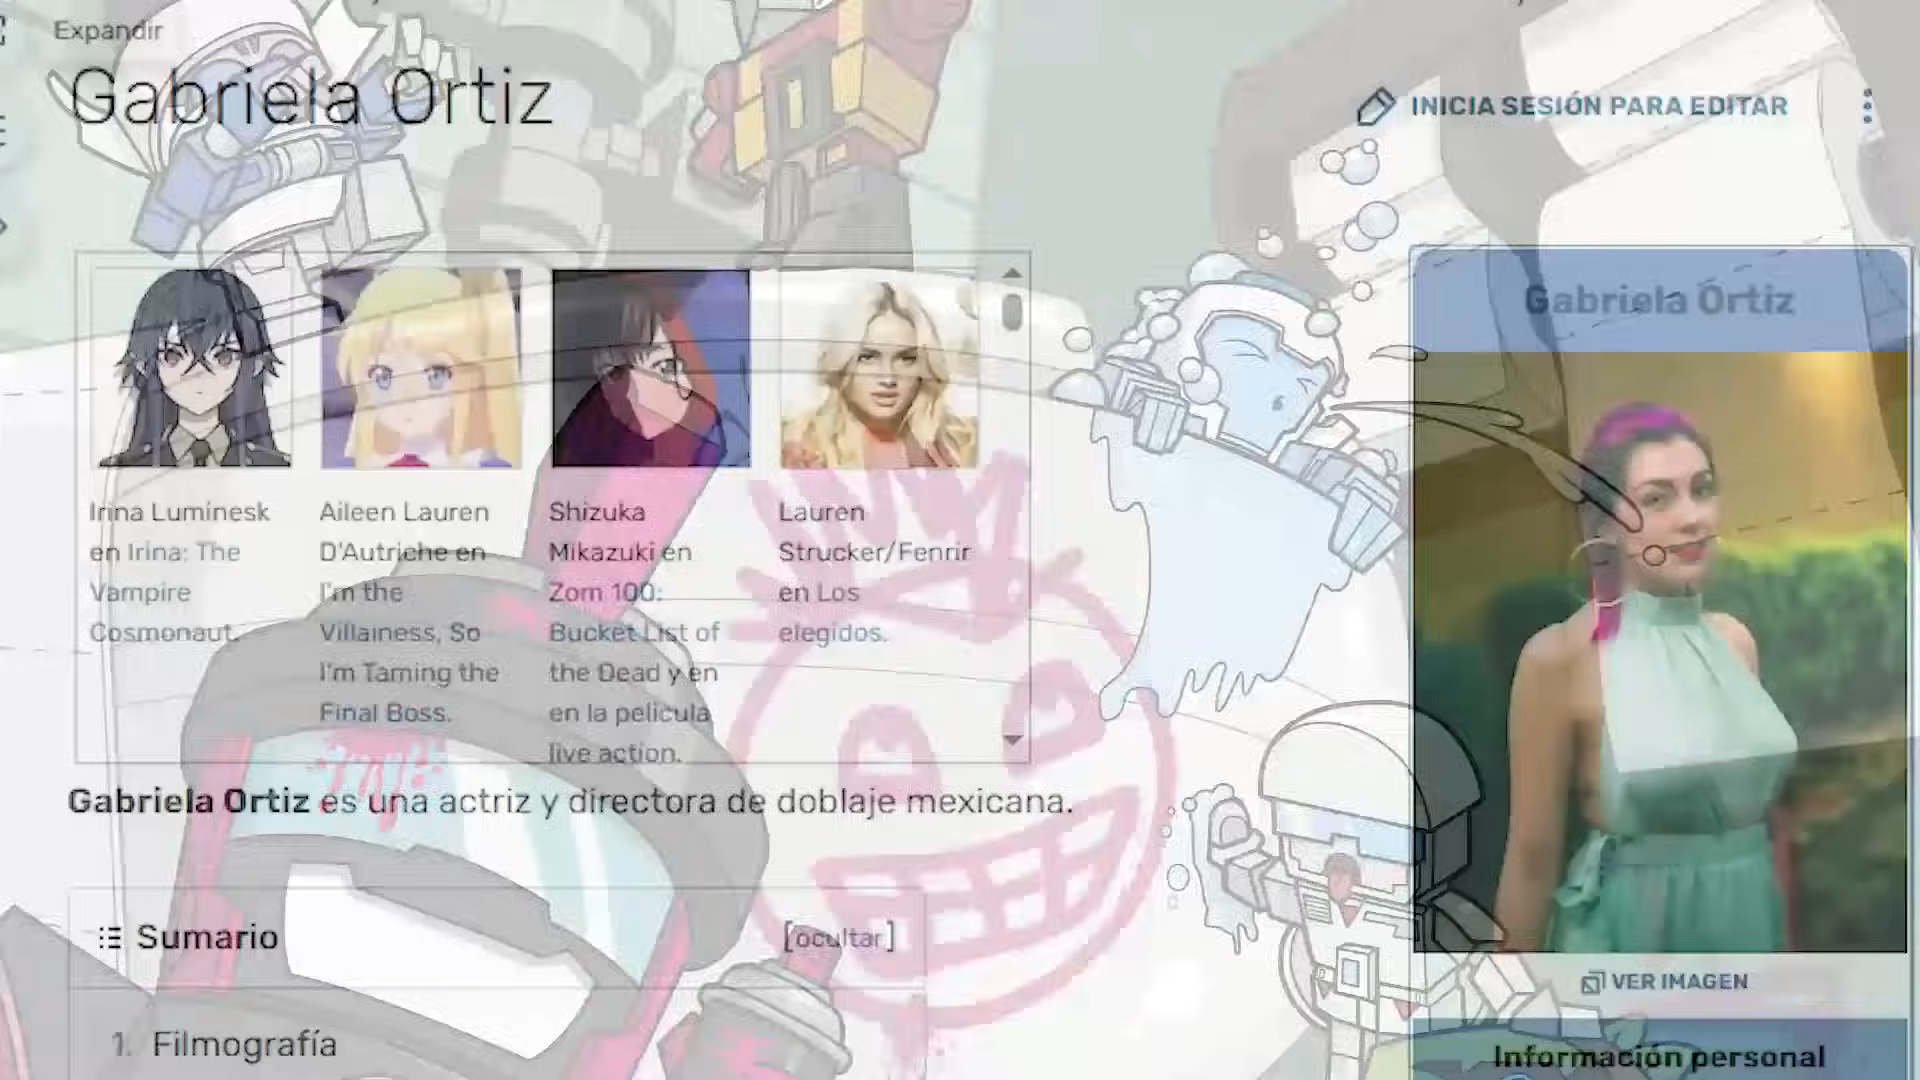 Expandir
Gabriela Ortiz
INICIA SESIÓN PARA EDITAR
Gabriela Ortiz
Irina Luminesk
en Irina: The
Vampire
Cosmonaut.
Aileen Lauren
D'Autriche en
I'm the
Villainess, So
I'm Taming the
Final Boss.
Shizuka
Mikazuki en
Zom 100:
Bucket List of
the Dead y en
en la película
live action.
Lauren
Strucker/Fenrir
en Los
elegidos.
Gabriela Ortiz es una actriz y directora de doblaje mexicana.
Sumario
[ocultar]
1. Filmografía
VER IMAGEN
Información personal